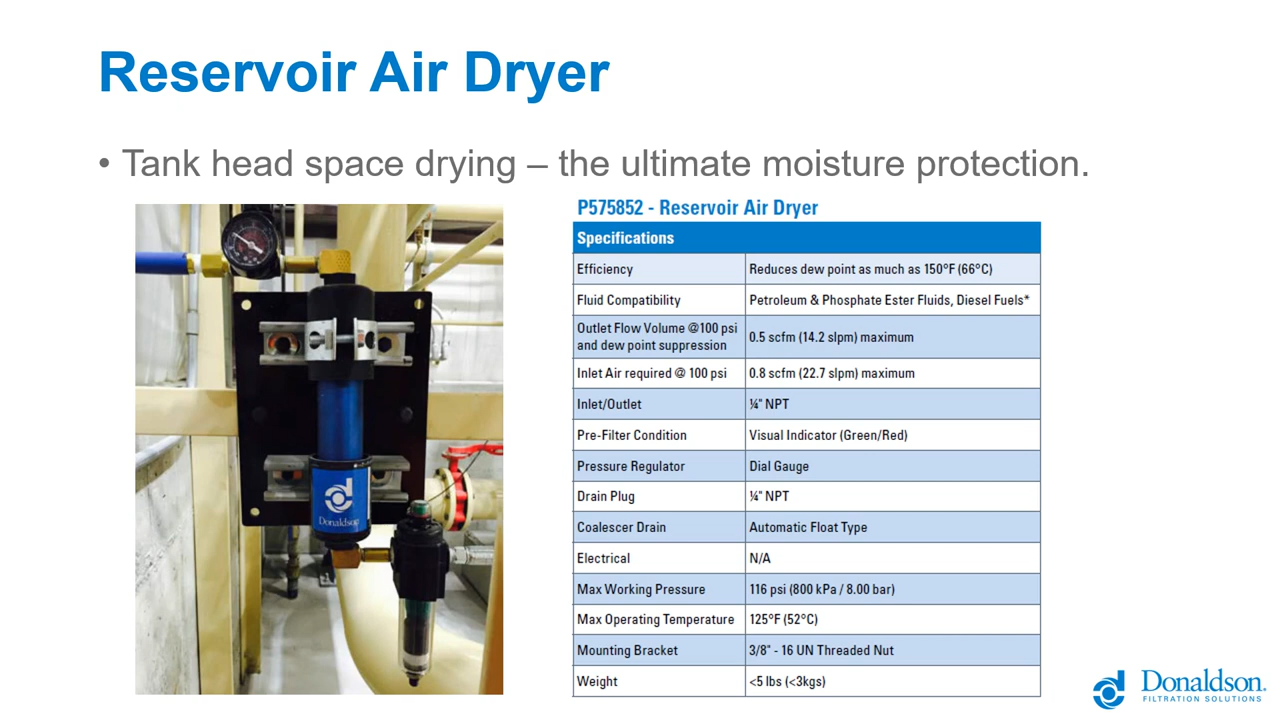 Reservoir Air Dryer
• Tank head space drying – the ultimate moisture protection.
P575852 - Reservoir Air Dryer
Specifications
Efficiency Reduces dew point as much as 150°F (66°C)
Fluid Compatibility Petroleum & Phosphate Ester Fluids, Diesel Fuels*
Outlet Flow Volume @100 psi
and dew point suppression 0.5 scfm (14.2 slpm) maximum
Inlet Air required @ 100 psi 0.8 scfm (22.7 slpm) maximum
Inlet/Outlet ¼" NPT
Pre-Filter Condition Visual Indicator (Green/Red)
Pressure Regulator Dial Gauge
Drain Plug ¼" NPT
Coalescer Drain Automatic Float Type
Electrical N/A
Max Working Pressure 116 psi (800 kPa / 8.00 bar)
Max Operating Temperature 125°F (52°C)
Mounting Bracket 3/8" - 16 UN Threaded Nut
Weight <5 lbs (<3kgs)
Donaldson
Donaldson.
FILTRATION SOLUTIONS